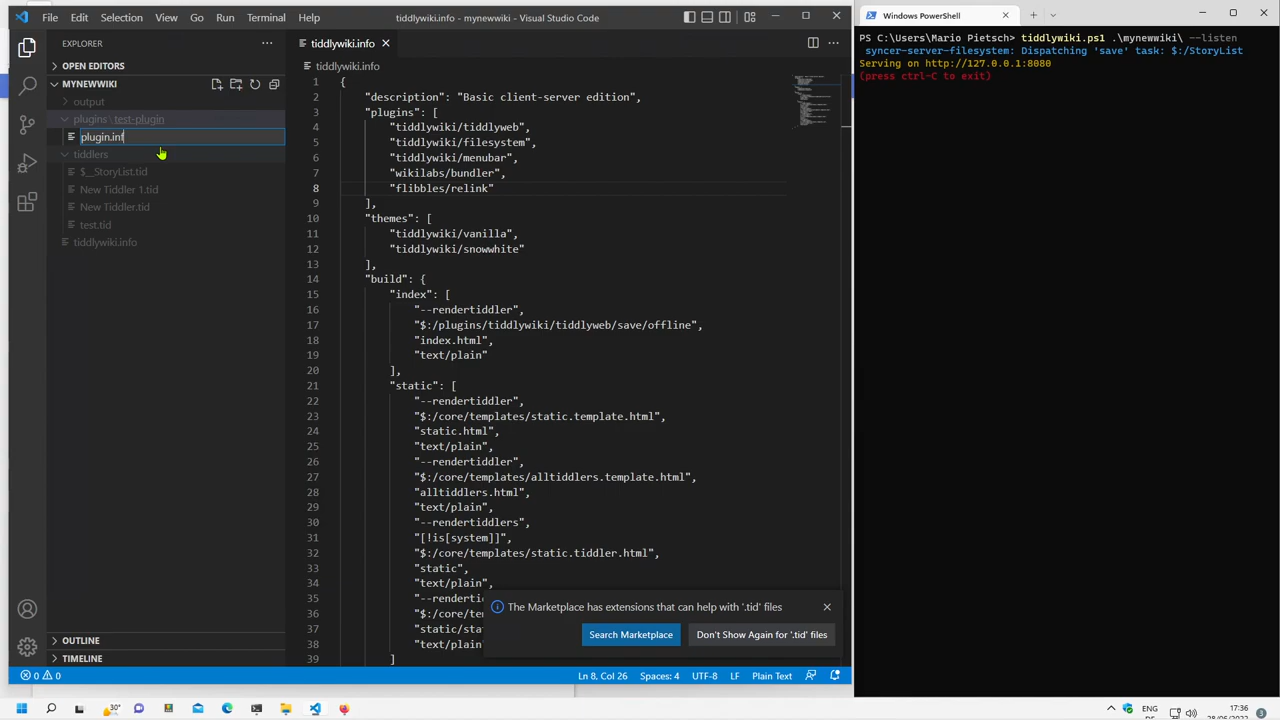 File Edit Selection View Go Run Terminal Help
tiddlywiki.info - mynewwiki - Visual Studio Code
EXPLORER
OPEN EDITORS
MYNEWWIKI
output
plugins \ test-plugin
plugin.inf
tiddlers
$__StoryList.tid
New Tiddler 1.tid
New Tiddler.tid
test.tid
tiddlywiki.info
OUTLINE
TIMELINE
tiddlywiki.info
tiddlywiki.info
1 {
2 "description": "Basic client-server edition",
3 "plugins": [
4 "tiddlywiki/tiddlyweb",
5 "tiddlywiki/filesystem",
6 "tiddlywiki/menubar",
7 "wikilabs/bundler",
8 "flibbles/relink"
9 ],
10 "themes": [
11 "tiddlywiki/vanilla",
12 "tiddlywiki/snowwhite"
13 ],
14 "build": {
15 "index": [
16 "--rendertiddler",
17 "$:/plugins/tiddlywiki/tiddlyweb/save/offline",
18 "index.html",
19 "text/plain"
20 ],
21 "static": [
22 "--rendertiddler",
23 "$:/core/templates/static.template.html",
24 "static.html",
25 "text/plain",
26 "--rendertiddler",
27 "$:/core/templates/alltiddlers.template.html",
28 "alltiddlers.html",
29 "text/plain",
30 "--rendertiddlers",
31 "[!is[system]]",
32 "$:/core/templates/static.tiddler.html",
33 "static",
34 "text/plain",
35 "--renderti
36 "$:/core/te
37 "static/sta
38 "text/plain
39 ]
The Marketplace has extensions that can help with '.tid' files
Search Marketplace
Don't Show Again for '.tid' files
0 0
Ln 8, Col 26 Spaces: 4 UTF-8 LF Plain Text
Windows PowerShell
PS C:\Users\Mario Pietsch> tiddlywiki.ps1 .\mynewwiki\ --listen
syncer-server-filesystem: Dispatching 'save' task: $:/StoryList
Serving on http://127.0.0.1:8080
(press ctrl-C to exit)
30°
ENG
DE
17:36
3